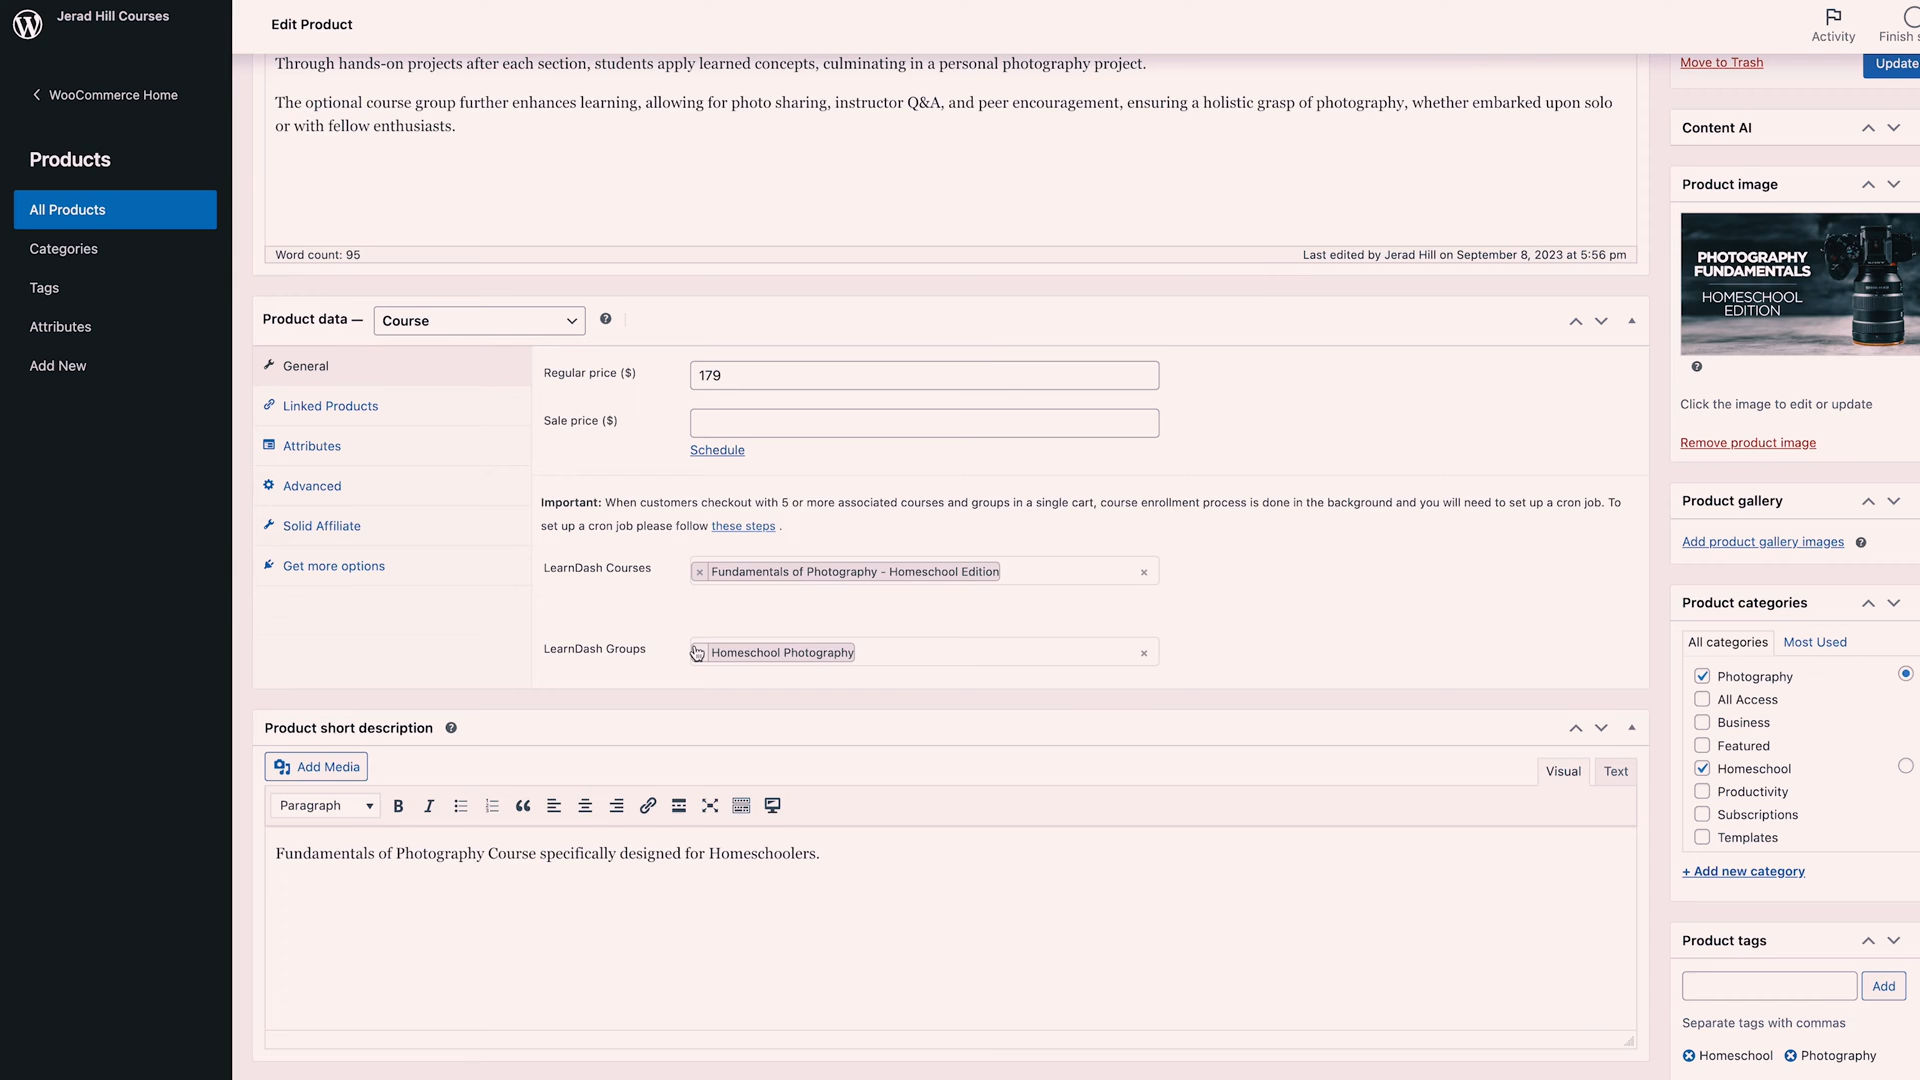 Jerad Hill Courses
WooCommerce Home
Products
All Products
Categories
Tags
Attributes
Add New
Edit Product
Activity
Finish
Through hands-on projects after each section, students apply learned concepts, culminating in a personal photography project.
The optional course group further enhances learning, allowing for photo sharing, instructor Q&A, and peer encouragement, ensuring a holistic grasp of photography, whether embarked upon solo
or with fellow enthusiasts.
Word count: 95
Last edited by Jerad Hill on September 8, 2023 at 5:56 pm
Product data —
Course
General
Linked Products
Attributes
Advanced
Solid Affiliate
Get more options
Regular price ($)
179
Sale price ($)
Schedule
Important: When customers checkout with 5 or more associated courses and groups in a single cart, course enrollment process is done in the background and you will need to set up a cron job. To
set up a cron job please follow these steps .
LearnDash Courses
× Fundamentals of Photography - Homeschool Edition ×
LearnDash Groups
Homeschool Photography ×
Product short description
Add Media
Visual
Text
Paragraph
Fundamentals of Photography Course specifically designed for Homeschoolers.
Move to Trash
Update
Content AI
Product image
PHOTOGRAPHY
FUNDAMENTALS
HOMESCHOOL
EDITION
Click the image to edit or update
Remove product image
Product gallery
Add product gallery images
Product categories
All categories
Most Used
Photography
All Access
Business
Featured
Homeschool
Productivity
Subscriptions
Templates
+ Add new category
Product tags
Add
Separate tags with commas
Homeschool
Photography